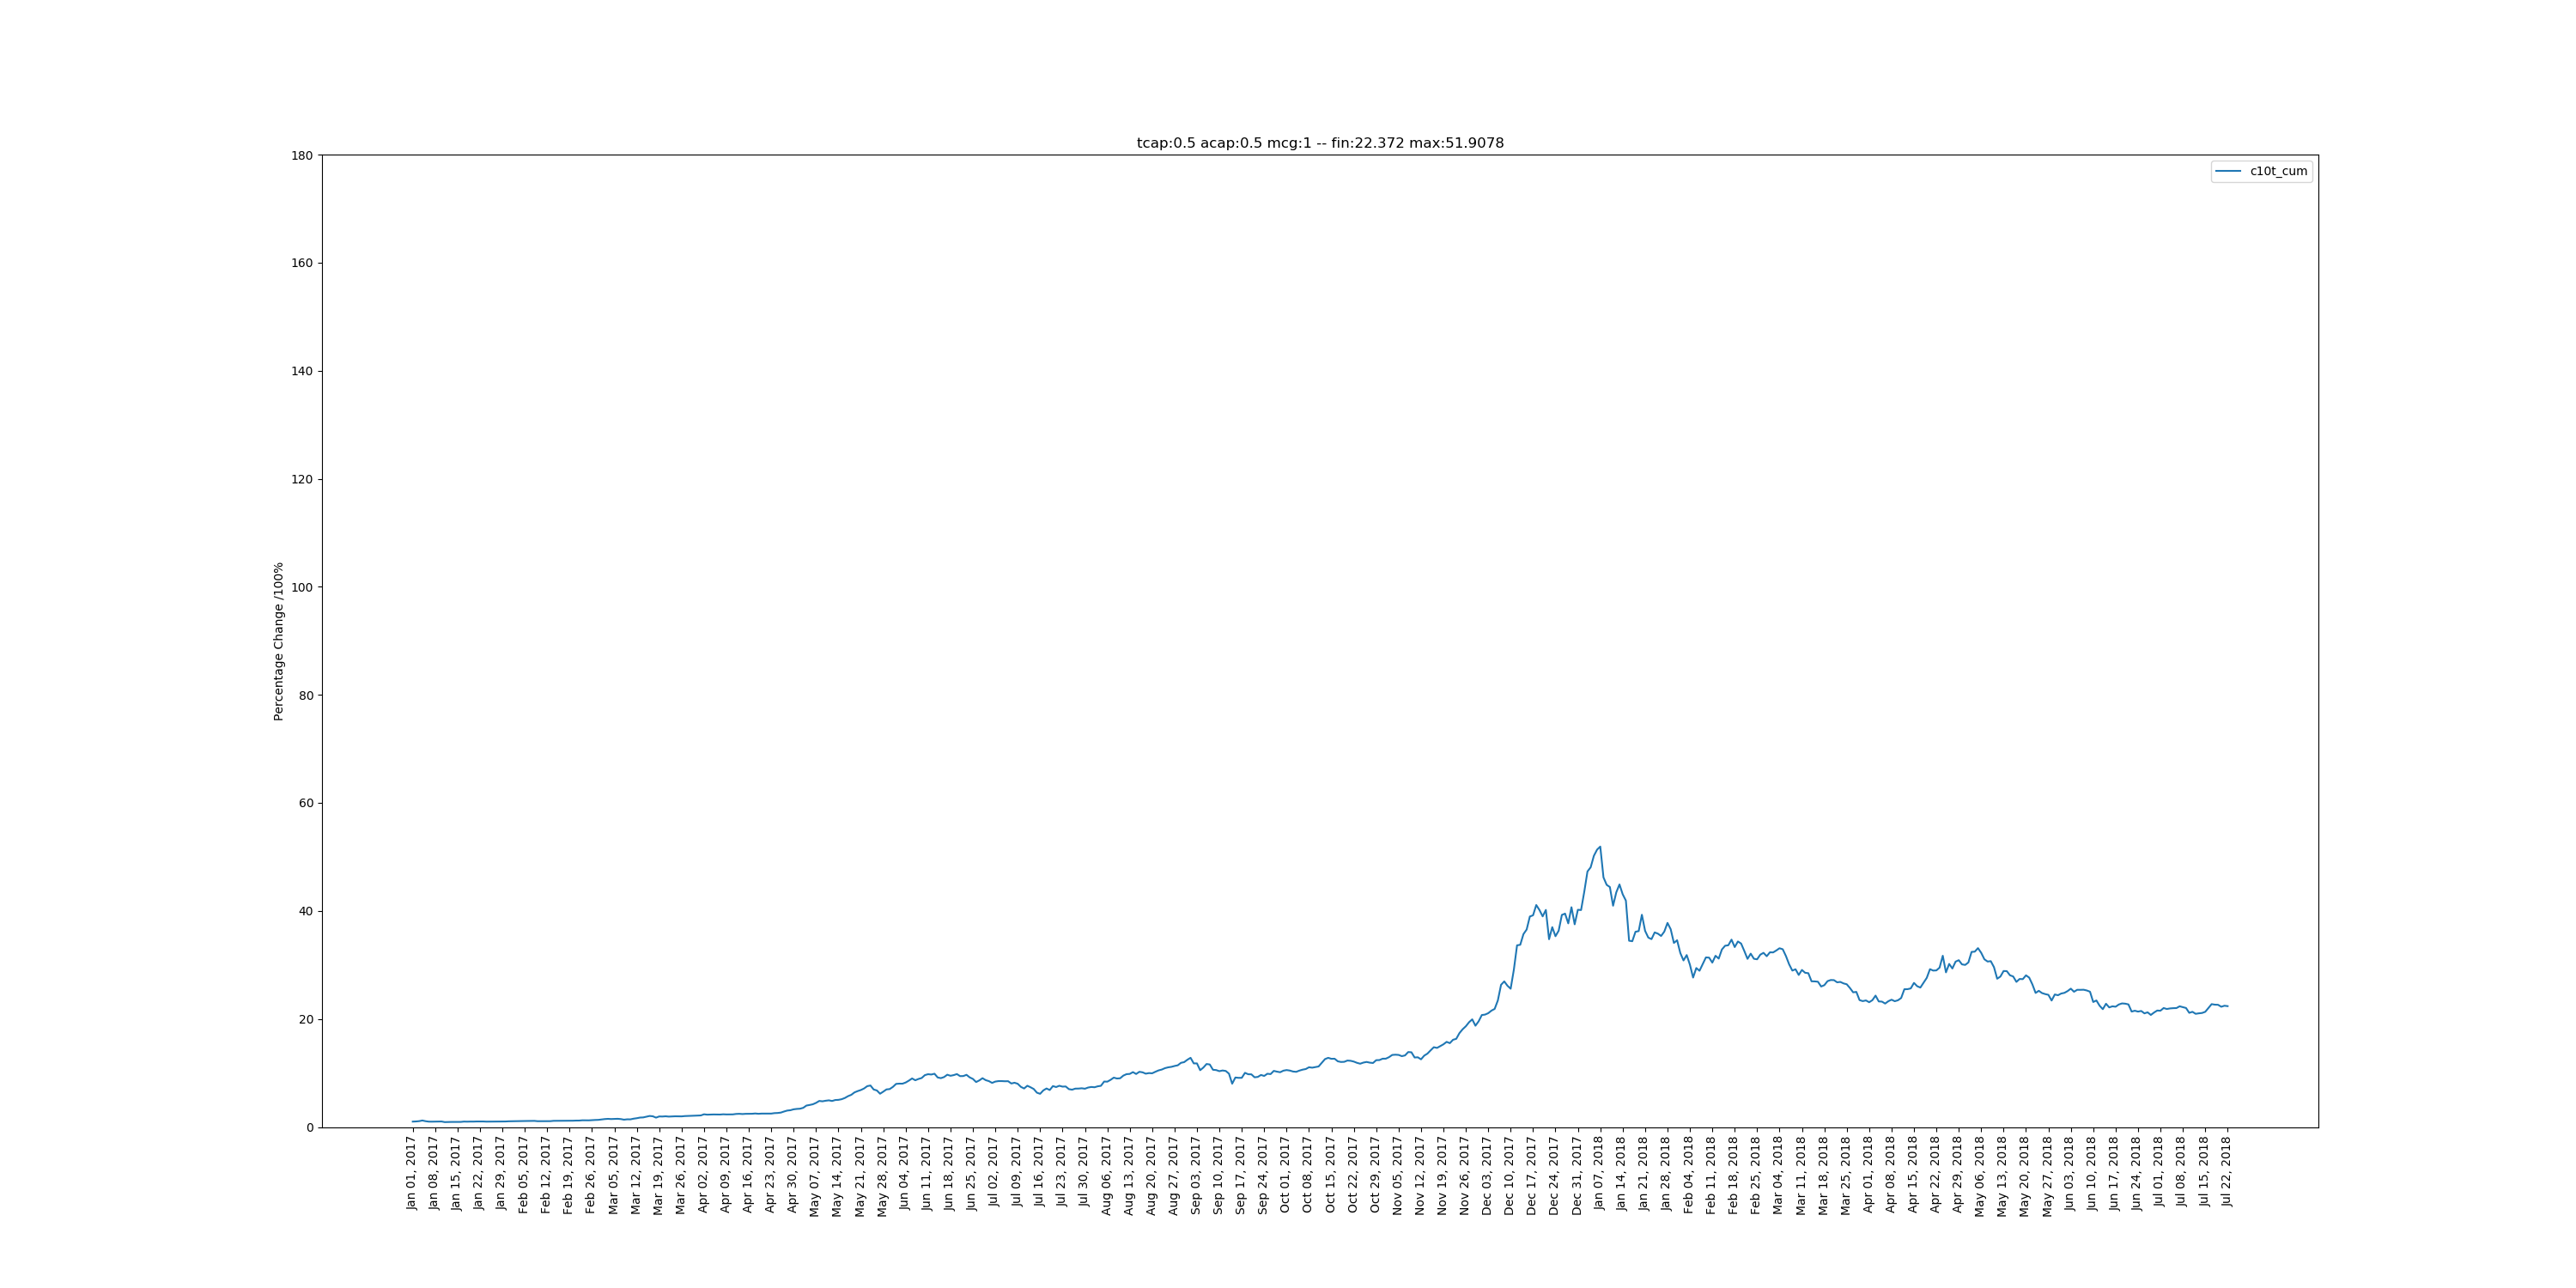 tcap:0.5 acap:0.5 mcg:1 -- fin:22.372 max:51.9078
c10t_cum
Percentage Change /100%
180
160
140
120
100
80
60
40
20
0
Jan 01, 2017
Jan 08, 2017
Jan 15, 2017
Jan 22, 2017
Jan 29, 2017
Feb 05, 2017
Feb 12, 2017
Feb 19, 2017
Feb 26, 2017
Mar 05, 2017
Mar 12, 2017
Mar 19, 2017
Mar 26, 2017
Apr 02, 2017
Apr 09, 2017
Apr 16, 2017
Apr 23, 2017
Apr 30, 2017
May 07, 2017
May 14, 2017
May 21, 2017
May 28, 2017
Jun 04, 2017
Jun 11, 2017
Jun 18, 2017
Jun 25, 2017
Jul 02, 2017
Jul 09, 2017
Jul 16, 2017
Jul 23, 2017
Jul 30, 2017
Aug 06, 2017
Aug 13, 2017
Aug 20, 2017
Aug 27, 2017
Sep 03, 2017
Sep 10, 2017
Sep 17, 2017
Sep 24, 2017
Oct 01, 2017
Oct 08, 2017
Oct 15, 2017
Oct 22, 2017
Oct 29, 2017
Nov 05, 2017
Nov 12, 2017
Nov 19, 2017
Nov 26, 2017
Dec 03, 2017
Dec 10, 2017
Dec 17, 2017
Dec 24, 2017
Dec 31, 2017
Jan 07, 2018
Jan 14, 2018
Jan 21, 2018
Jan 28, 2018
Feb 04, 2018
Feb 11, 2018
Feb 18, 2018
Feb 25, 2018
Mar 04, 2018
Mar 11, 2018
Mar 18, 2018
Mar 25, 2018
Apr 01, 2018
Apr 08, 2018
Apr 15, 2018
Apr 22, 2018
Apr 29, 2018
May 06, 2018
May 13, 2018
May 20, 2018
May 27, 2018
Jun 03, 2018
Jun 10, 2018
Jun 17, 2018
Jun 24, 2018
Jul 01, 2018
Jul 08, 2018
Jul 15, 2018
Jul 22, 2018